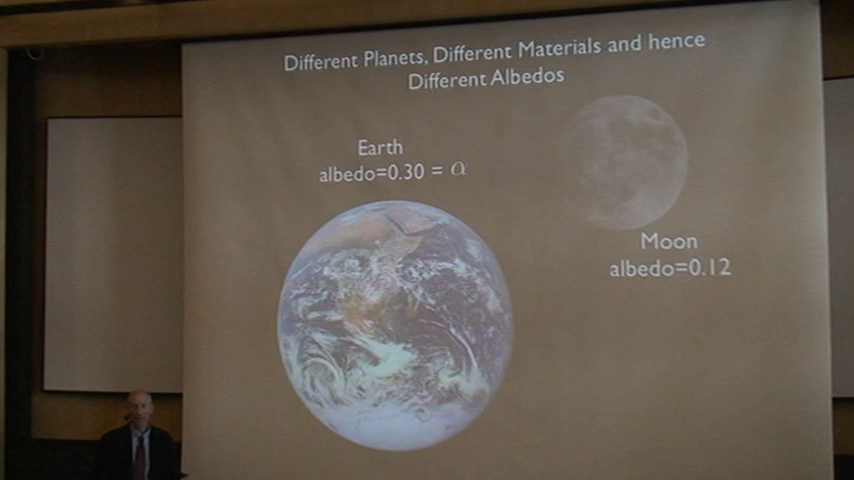 Different Planets, Different Materials and hence
Different Albedos
Earth
albedo=0.30 = α
Moon
albedo=0.12